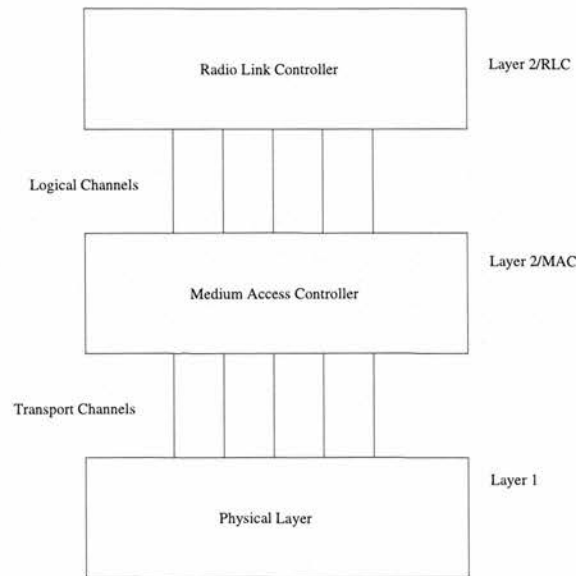 Radio Link Controller
Layer 2/RLC
Logical Channels
Layer 2/MAC
Medium Access Controller
Transport Channels
Layer 1
Physical Layer